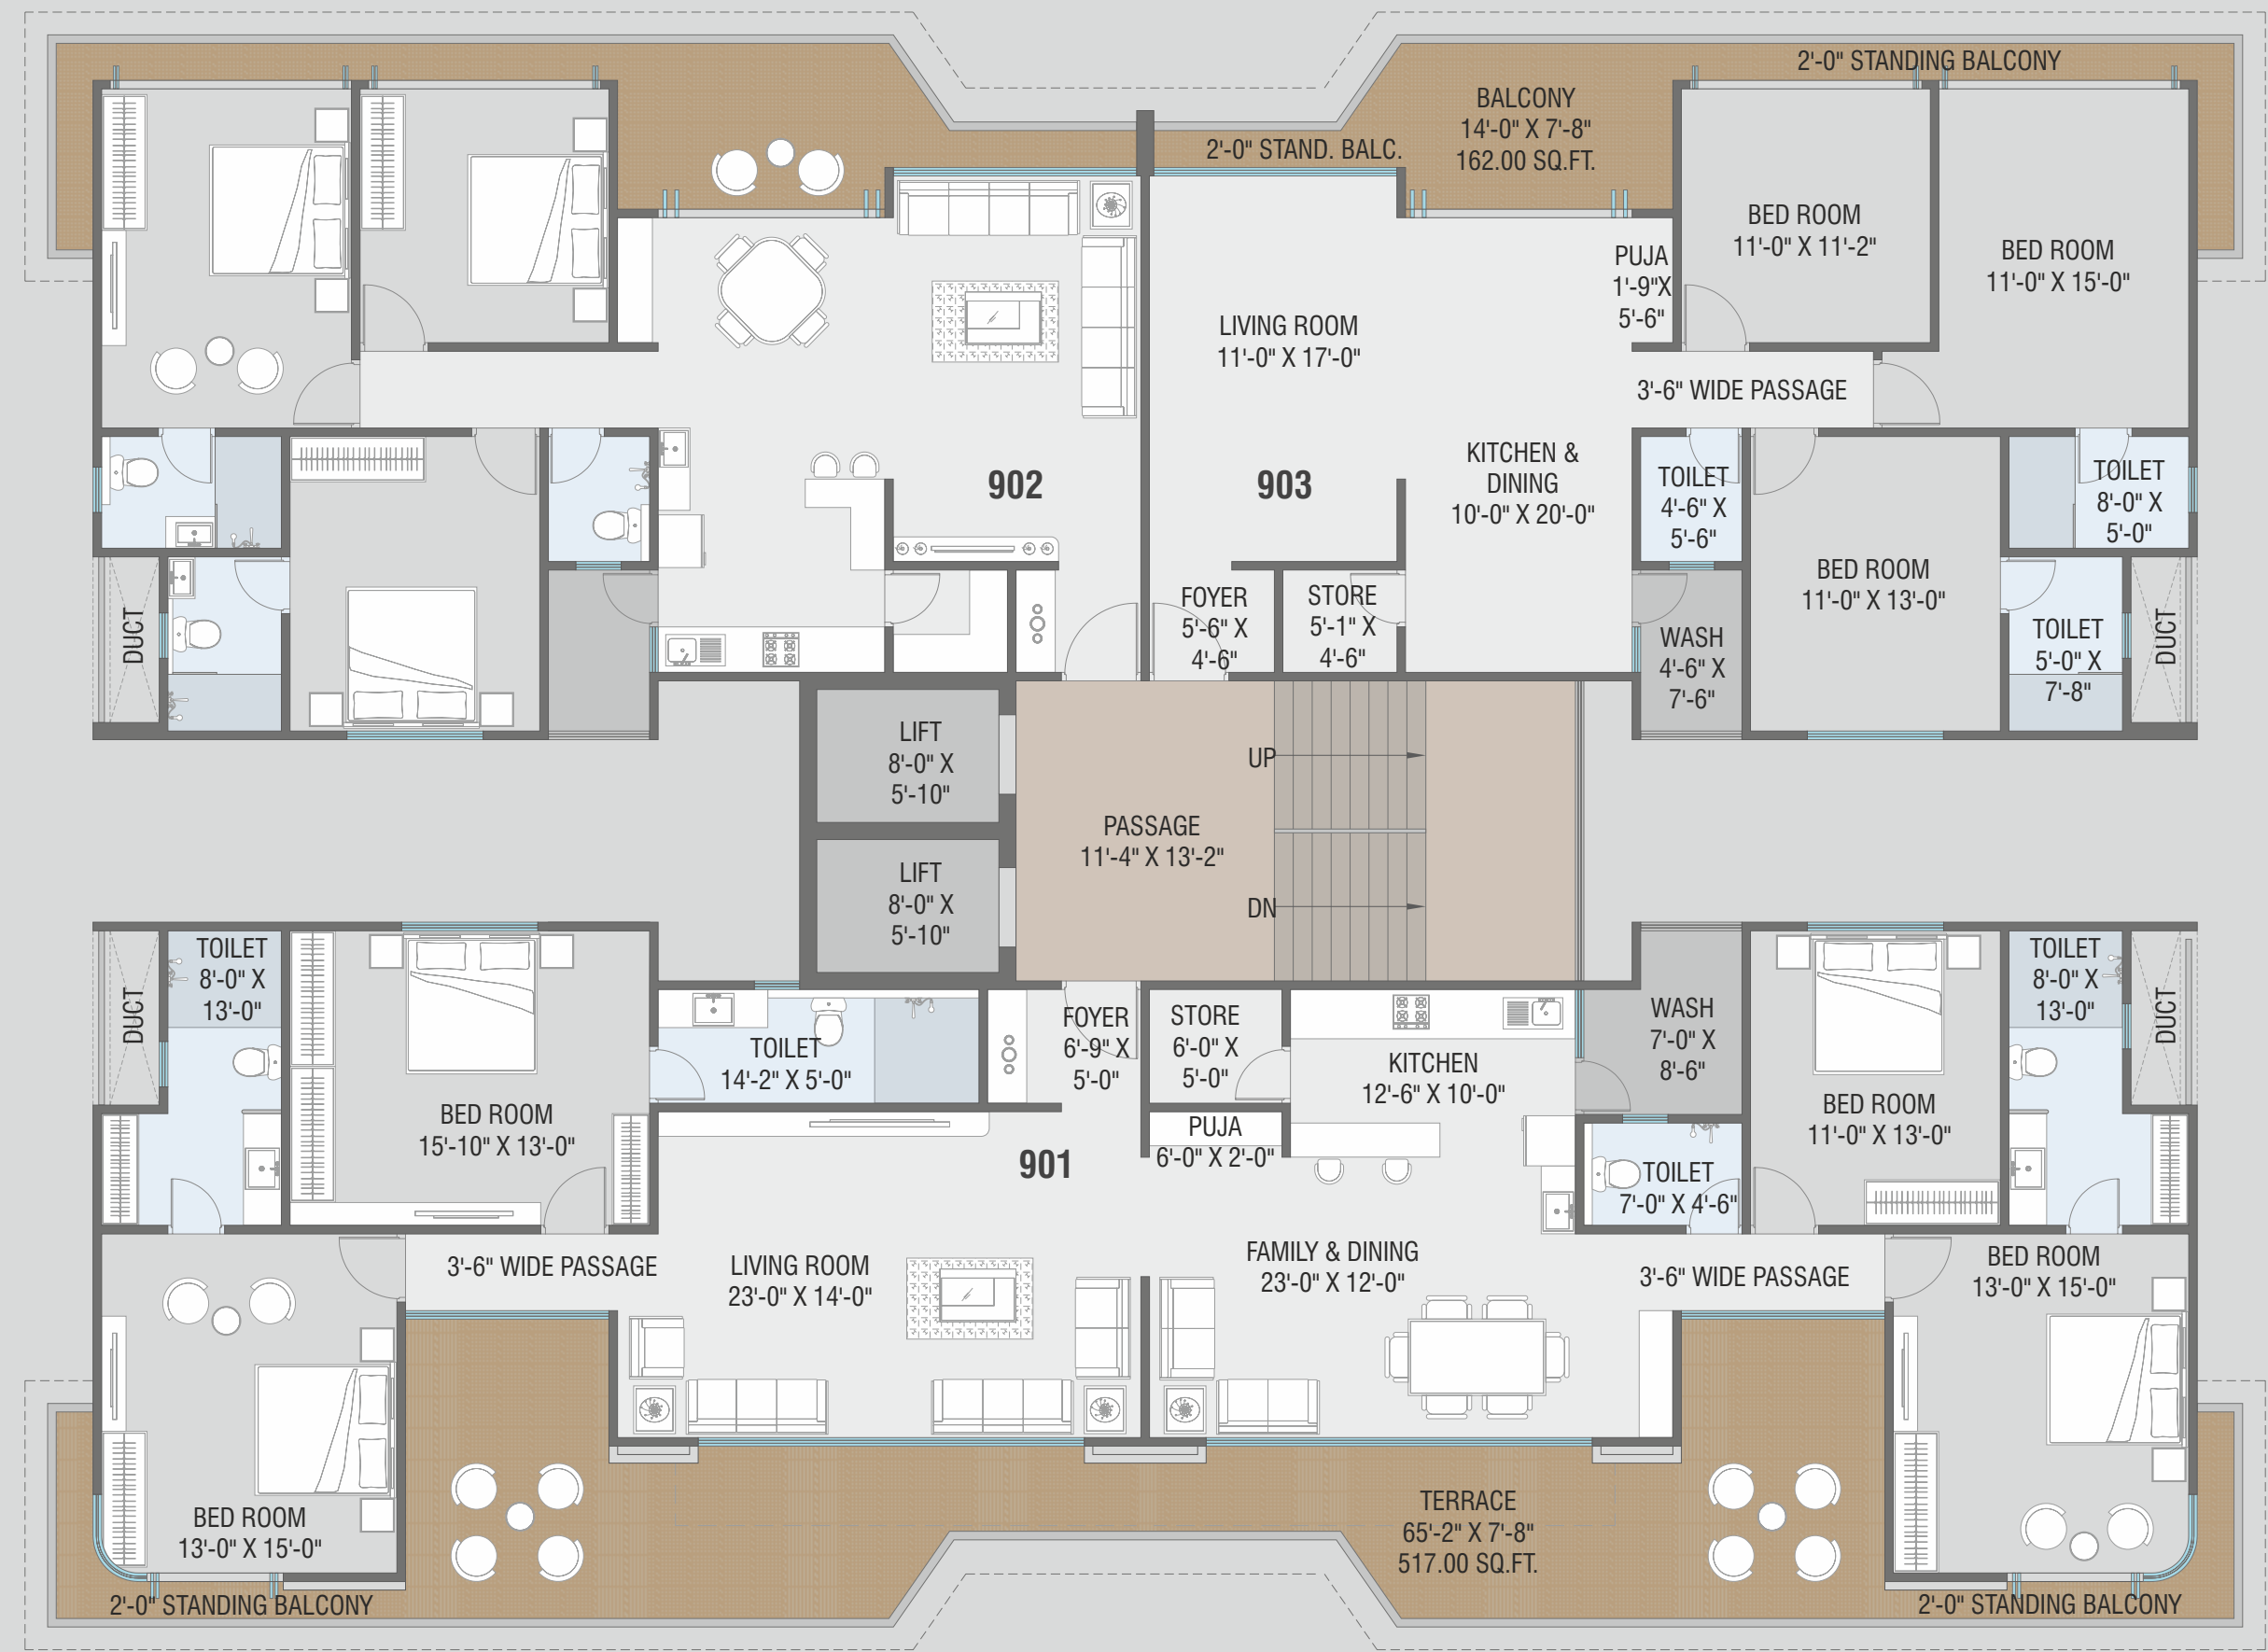 2'-0" STANDING BALCONY
BALCONY
14'-0" X 7'-8"
162.00 SQ.FT.
2'-0" STAND. BALC.
BED ROOM
11'-0" X 11'-2"
BED ROOM
11'-0" X 15'-0"
PUJA
1'-9"X
5'-6"
LIVING ROOM
11'-0" X 17'-0"
3'-6" WIDE PASSAGE
902
903
KITCHEN &
DINING
10'-0" X 20'-0"
TOILET
4'-6" X
5'-6"
TOILET
8'-0" X
5'-0"
BED ROOM
11'-0" X 13'-0"
DUCT
FOYER
5'-6" X
4'-6"
STORE
5'-1" X
4'-6"
WASH
4'-6" X
7'-6"
TOILET
5'-0" X
7'-8"
DUCT
LIFT
8'-0" X
5'-10"
UP
PASSAGE
11'-4" X 13'-2"
LIFT
8'-0" X
5'-10"
DN
DUCT
TOILET
8'-0" X
13'-0"
BED ROOM
15'-10" X 13'-0"
TOILET
14'-2" X 5'-0"
FOYER
6'-9" X
5'-0"
STORE
6'-0" X
5'-0"
KITCHEN
12'-6" X 10'-0"
WASH
7'-0" X
8'-6"
BED ROOM
11'-0" X 13'-0"
TOILET
8'-0" X
13'-0"
DUCT
901
PUJA
6'-0" X 2'-0"
TOILET
7'-0" X 4'-6"
3'-6" WIDE PASSAGE
LIVING ROOM
23'-0" X 14'-0"
FAMILY & DINING
23'-0" X 12'-0"
3'-6" WIDE PASSAGE
BED ROOM
13'-0" X 15'-0"
BED ROOM
13'-0" X 15'-0"
TERRACE
65'-2" X 7'-8"
517.00 SQ.FT.
2'-0" STANDING BALCONY
2'-0" STANDING BALCONY